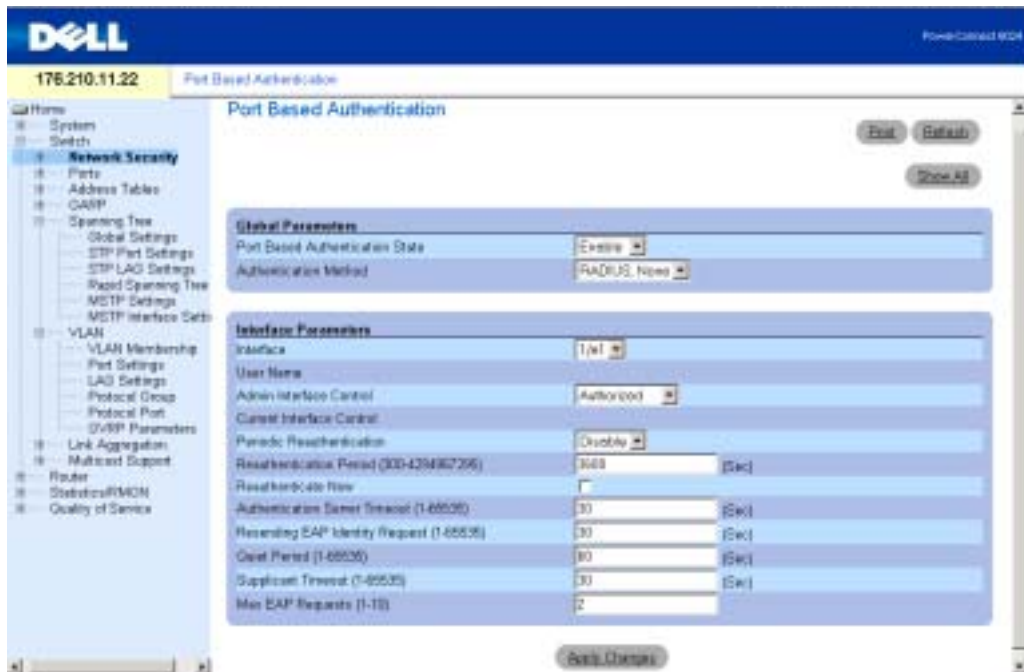 DELL
PowerConnect 6024
176.210.11.22
Port Based Authentication
Home
System
Switch
Network Security
Ports
Address Tables
GARP
Spanning Tree
Global Settings
STP Port Settings
STP LAG Settings
Rapid Spanning Tree
MSTP Settings
MSTP Interface Setti
VLAN
VLAN Membership
Port Settings
LAG Settings
Protocol Group
Protocol Port
GVRP Parameters
Link Aggregation
Multicast Support
Router
Statistics/RMON
Quality of Service
Port Based Authentication
Print Refresh
Show All
Global Parameters
Port Based Authentication State Enable
Authentication Method RADIUS, None
Interface Parameters
Interface 1/e1
User Name
Admin Interface Control Authorized
Current Interface Control
Periodic Reauthentication Disable
Reauthentication Period (300-4294967295) 3600 (Sec)
Reauthenticate Now
Authentication Server Timeout (1-65535) 30 (Sec)
Resending EAP Identity Request (1-65535) 30 (Sec)
Quiet Period (1-65535) 60 (Sec)
Supplicant Timeout (1-65535) 30 (Sec)
Max EAP Requests (1-10) 2
Apply Changes